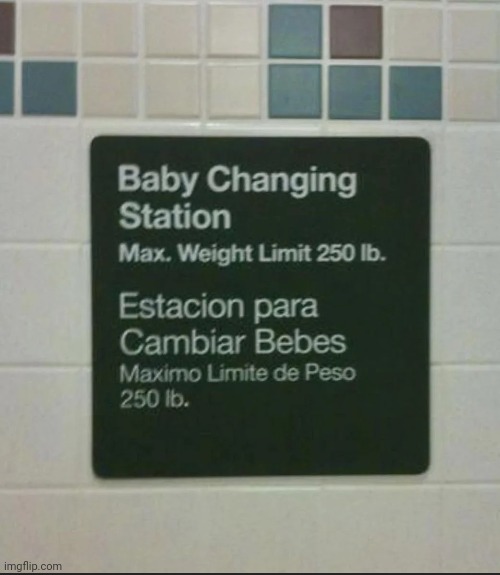 Baby Changing
Station
Max. Weight Limit 250 lb.
Estacion para
Cambiar Bebes
Maximo Limite de Peso
250 lb.
imgflip.com